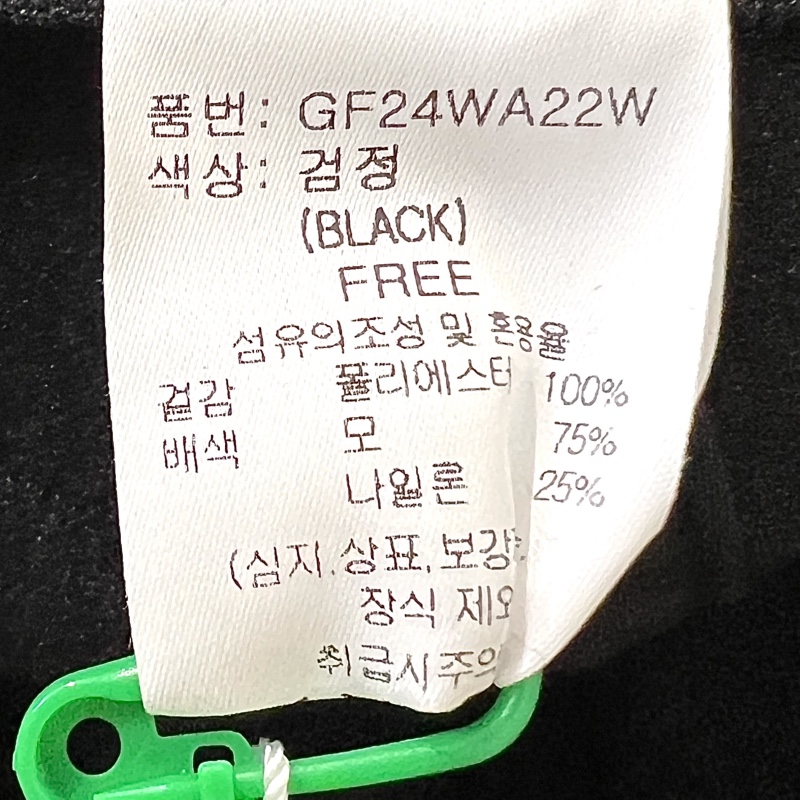 품번: GF24WA22W
색상: 검정
(BLACK)
FREE
섬유의조성 및 혼용율
겉감 폴리에스터 100%
배색 모 75%
나일론 25%
(심지,상표,보강
장식 제외
취급시주의